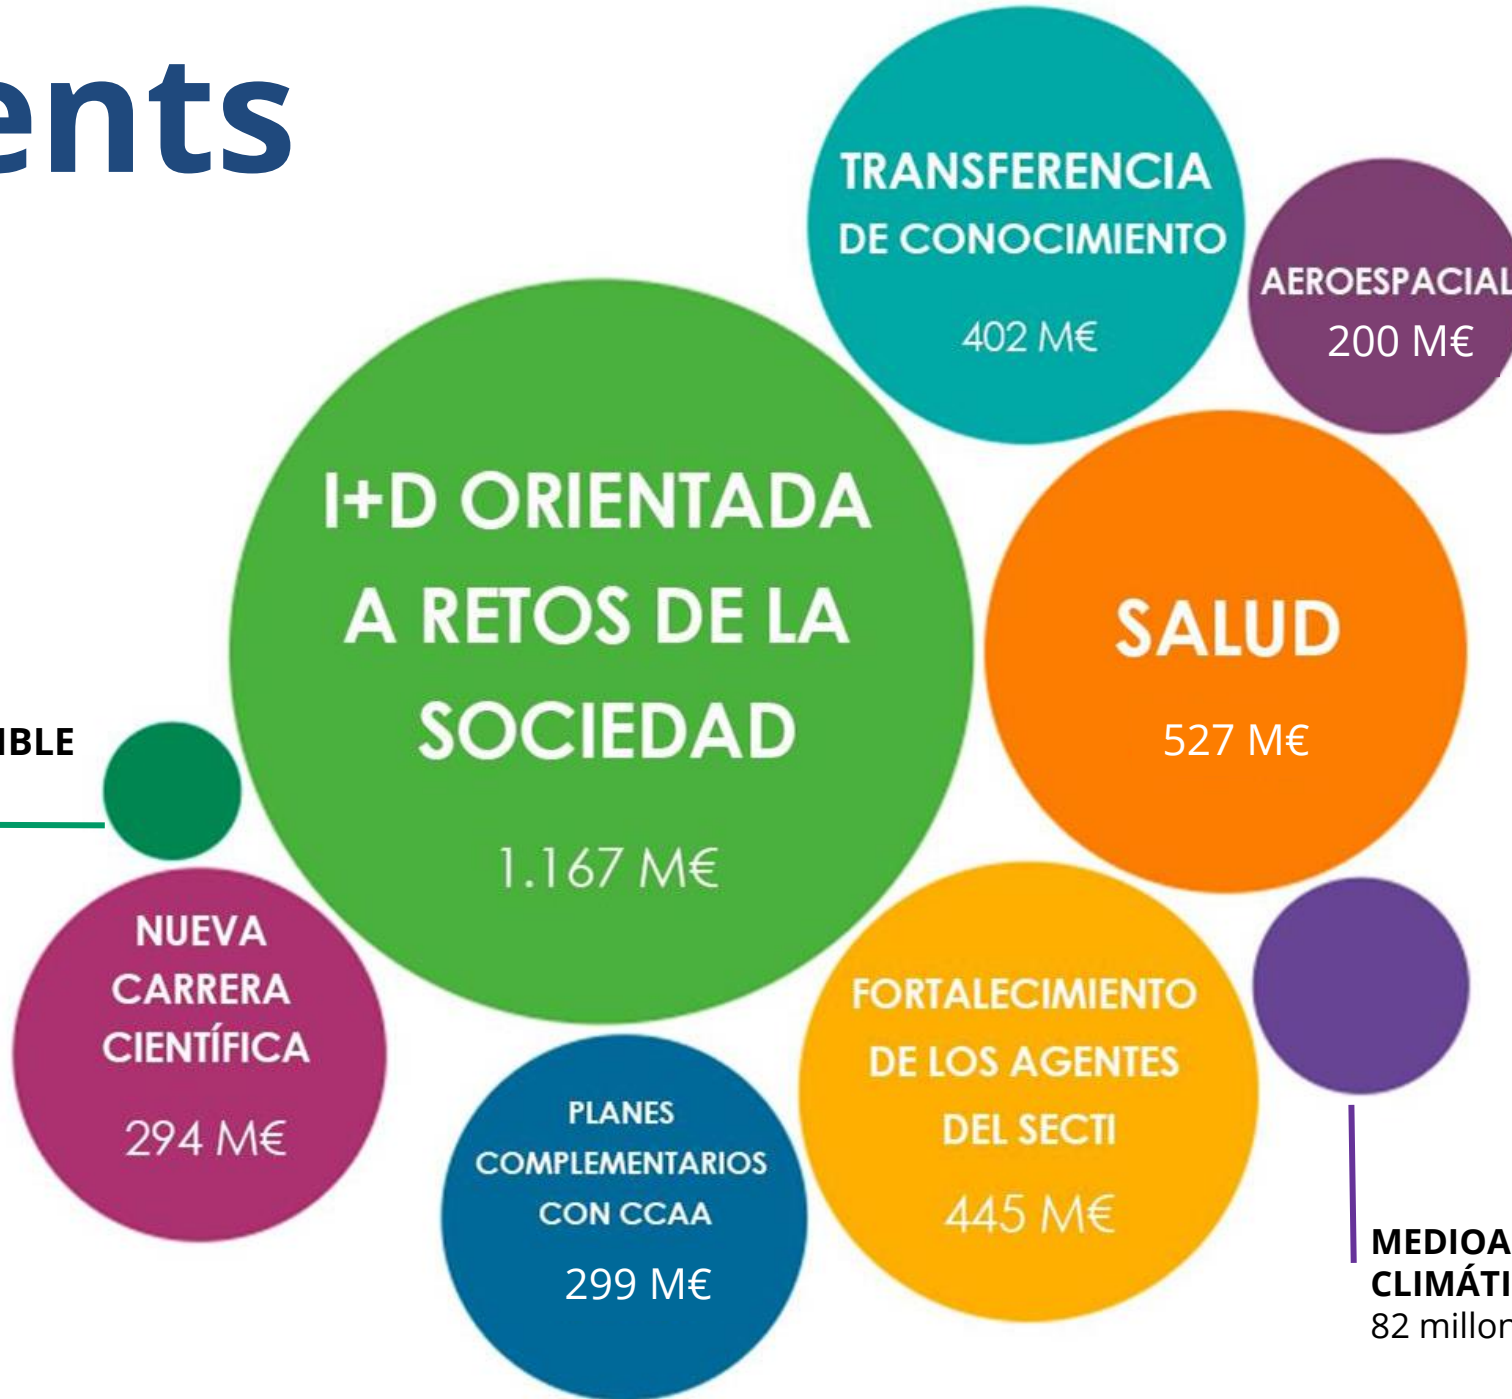 ents
TRANSFERENCIA
DE CONOCIMIENTO
402 M€
AEROESPACIAL
200 M€
I+D ORIENTADA
A RETOS DE LA
SOCIEDAD
1.167 M€
SALUD
527 M€
IBLE
NUEVA
CARRERA
CIENTÍFICA
294 M€
PLANES
COMPLEMENTARIOS
CON CCAA
299 M€
FORTALECIMIENTO
DE LOS AGENTES
DEL SECTI
445 M€
MEDIOA
CLIMÁTI
82 millon